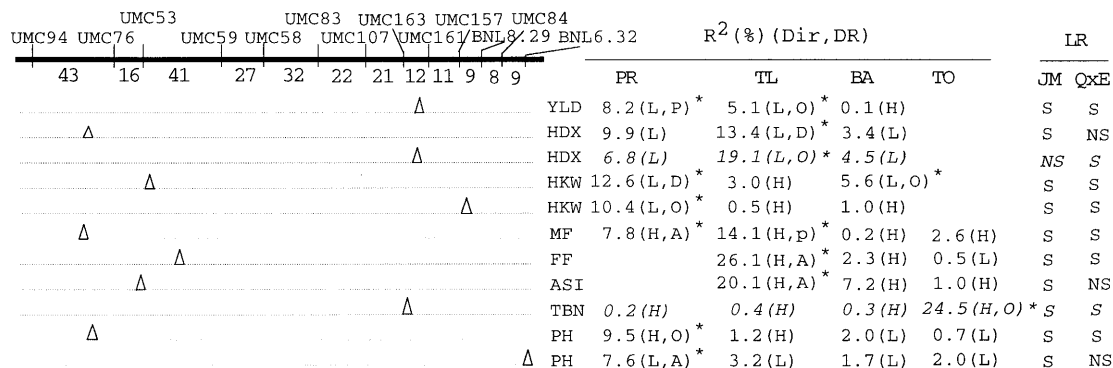 UMC53 UMC83 UMC163 UMC157 UMC84
UMC94 UMC76 UMC59 UMC58 UMC107 UMC161 BNL8.29 BNL6.32
R2(%)(Dir,DR) LR
43 16 41 27 32 22 21 12 11 9 8 9
PR TL BA TO JM QxE
YLD 8.2(L,P)* 5.1(L,O)* 0.1(H) S S
HDX 9.9(L) 13.4(L,D)* 3.4(L) S NS
HDX 6.8(L) 19.1(L,O)* 4.5(L) NS S
HKW 12.6(L,D)* 3.0(H) 5.6(L,O)* S S
HKW 10.4(L,O)* 0.5(H) 1.0(H) S S
MF 7.8(H,A)* 14.1(H,p)* 0.2(H) 2.6(H) S S
FF 26.1(H,A)* 2.3(H) 0.5(L) S S
ASI 20.1(H,A)* 7.2(H) 1.0(H) S NS
TBN 0.2(H) 0.4(H) 0.3(H) 24.5(H,O)* S S
PH 9.5(H,O)* 1.2(H) 2.0(L) 0.7(L) S S
PH 7.6(L,A)* 3.2(L) 1.7(L) 2.0(L) S NS